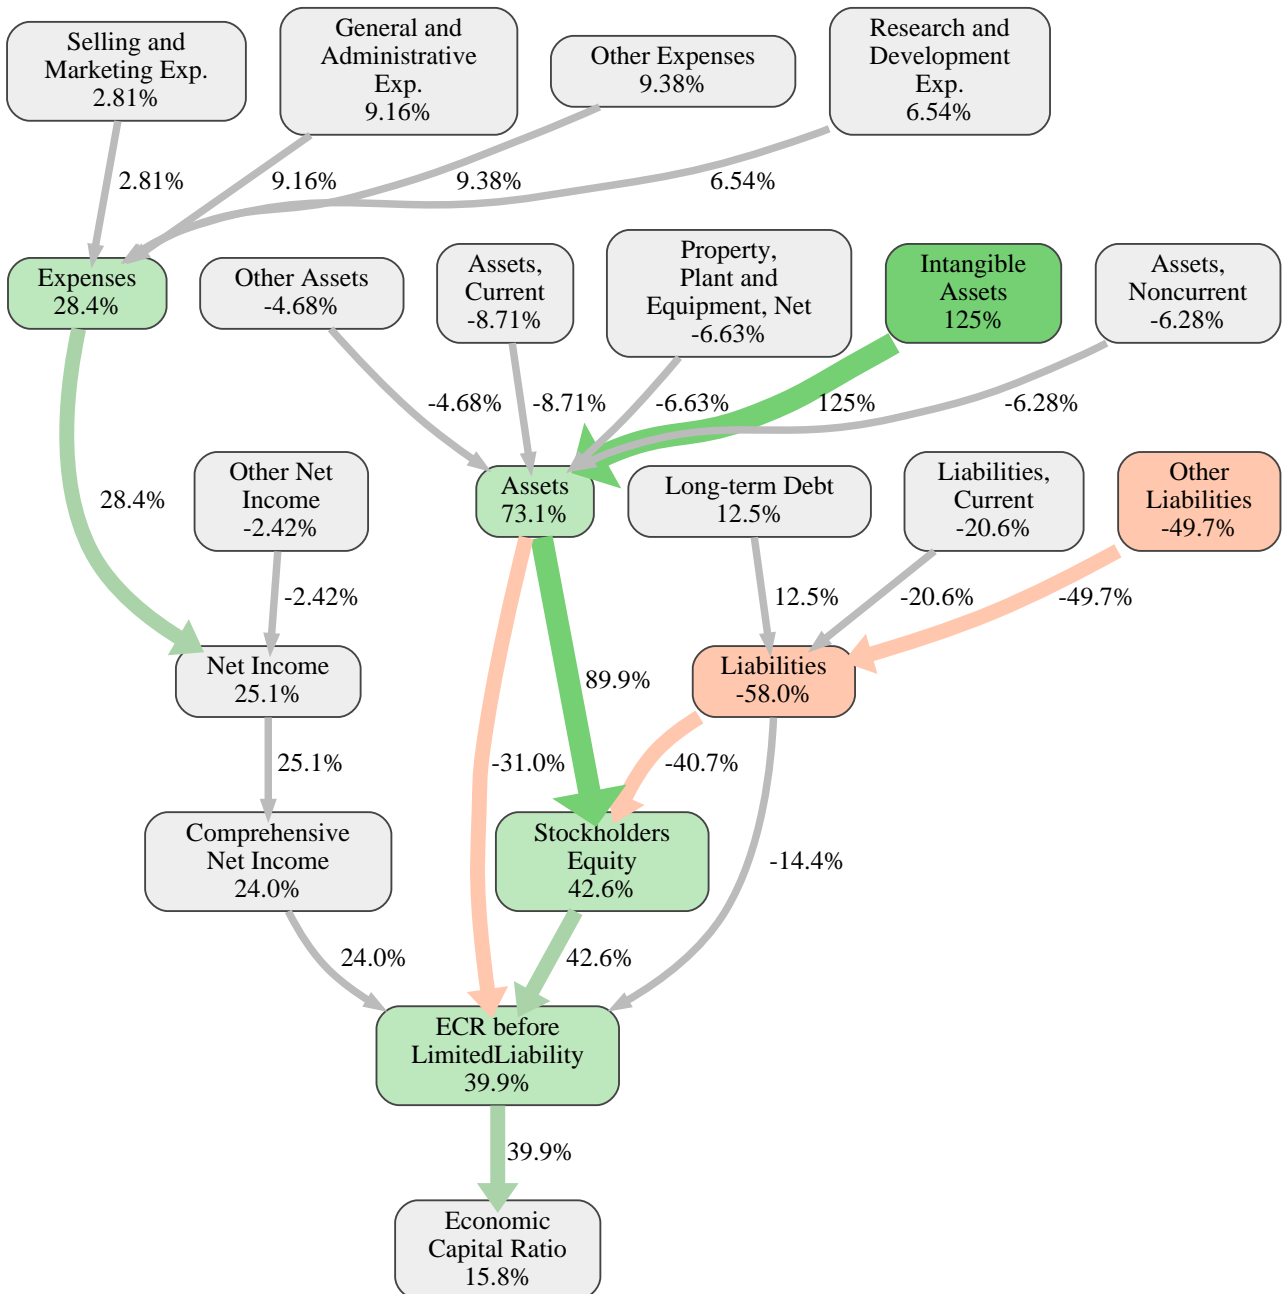 Selling and
Marketing Exp.
2.81%
General and
Administrative
Exp.
9.16%
Other Expenses
9.38%
Research and
Development
Exp.
6.54%
2.81%
9.16%
9.38%
6.54%
Expenses
28.4%
Other Assets
-4.68%
Assets,
Current
-8.71%
Property,
Plant and
Equipment, Net
-6.63%
Intangible
Assets
125%
Assets,
Noncurrent
-6.28%
-4.68%
-8.71%
-6.63%
125%
-6.28%
28.4%
Other Net
Income
-2.42%
Assets
73.1%
Long-term Debt
12.5%
Liabilities,
Current
-20.6%
Other
Liabilities
-49.7%
-2.42%
12.5%
-20.6%
-49.7%
Net Income
25.1%
89.9%
Liabilities
-58.0%
25.1%
-31.0%
-40.7%
Comprehensive
Net Income
24.0%
Stockholders
Equity
42.6%
-14.4%
24.0%
42.6%
ECR before
LimitedLiability
39.9%
39.9%
Economic
Capital Ratio
15.8%